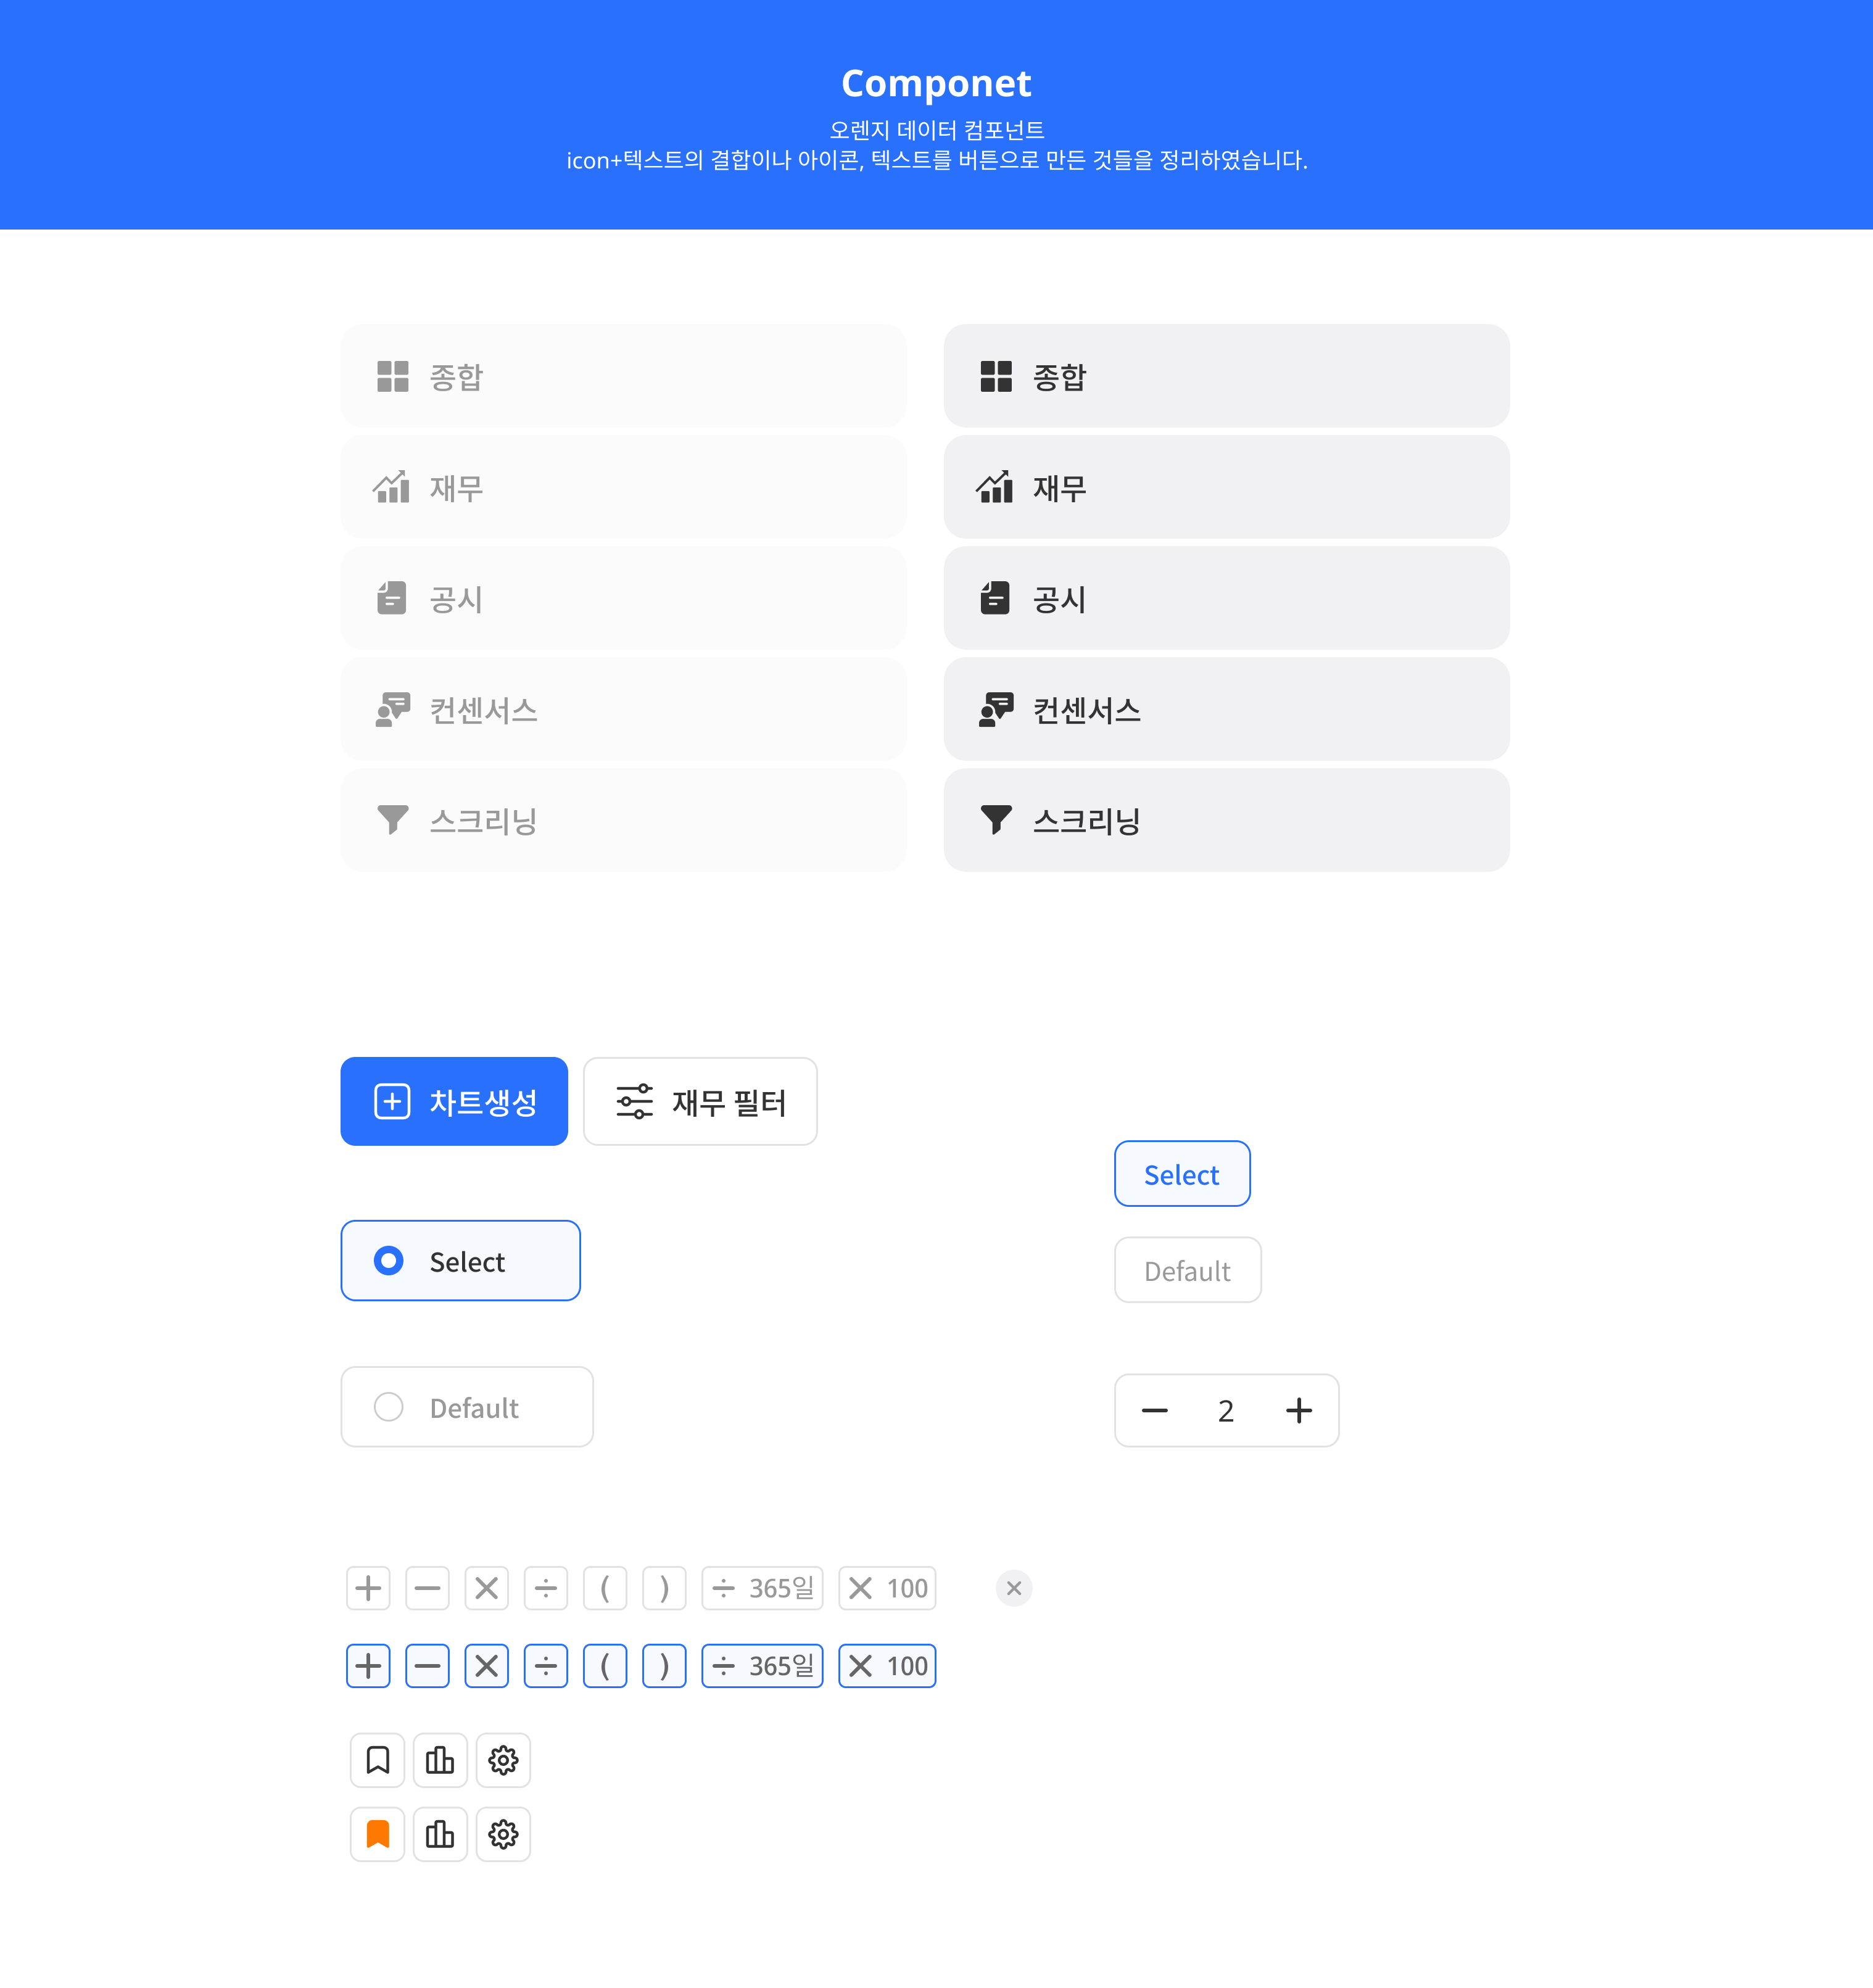 Componet
오렌지 데이터 컴포넌트
icon+텍스트의 결합이나 아이콘, 텍스트를 버튼으로 만든 것들을 정리하였습니다.
종합
종합
재무
재무
공시
공시
컨센서스
컨센서스
스크리닝
스크리닝
차트생성
재무 필터
Select
Select
Default
Default
− 2 +
+ − × ÷ ( ) ÷ 365일 × 100 ×
+ − × ÷ ( ) ÷ 365일 × 100